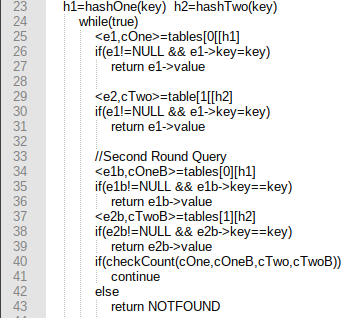 23 h1=hashOne(key) h2=hashTwo(key)
24 while(true)
25 <e1,cOne>=tables[0[[h1]
26 if(e1!=NULL && e1->key=key)
27 return e1->value
28
29 <e2,cTwo>=table[1[[h2]
30 if(e1!=NULL && e1->key=key)
31 return e1->value
32
33 //Second Round Query
34 <e1b,cOneB>=tables[0][h1]
35 if(e1b!=NULL && e1b->key==key)
36 return e1b->value
37 <e2b,cTwoB>=tables[1][h2]
38 if(e2b!=NULL && e2b->key==key)
39 return e2b->value
40 if(checkCount(cOne,cOneB,cTwo,cTwoB))
41 continue
42 else
43 return NOTFOUND